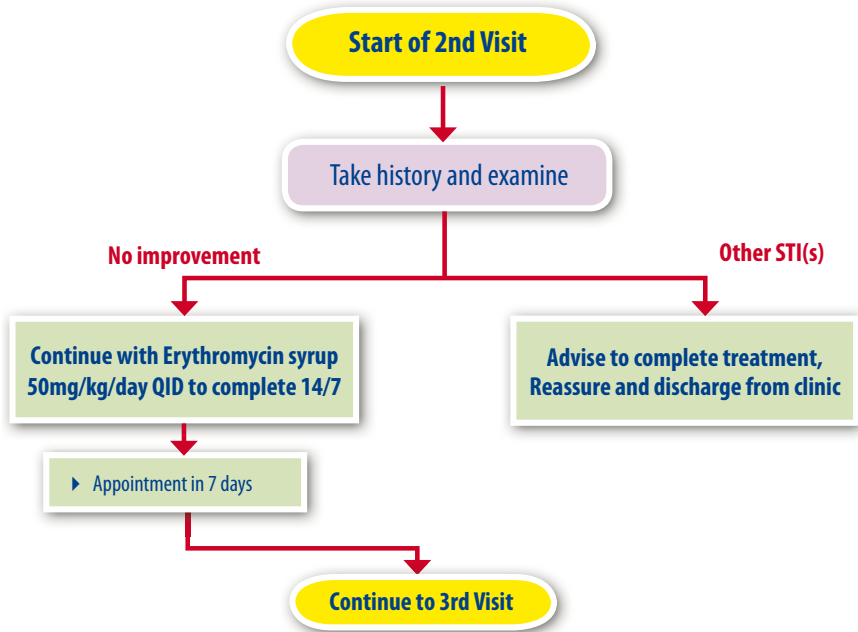 Start of 2nd Visit
Take history and examine
No improvement
Other STI(s)
Continue with Erythromycin syrup
50mg/kg/day QID to complete 14/7
Advise to complete treatment,
Reassure and discharge from clinic
Appointment in 7 days
Continue to 3rd Visit